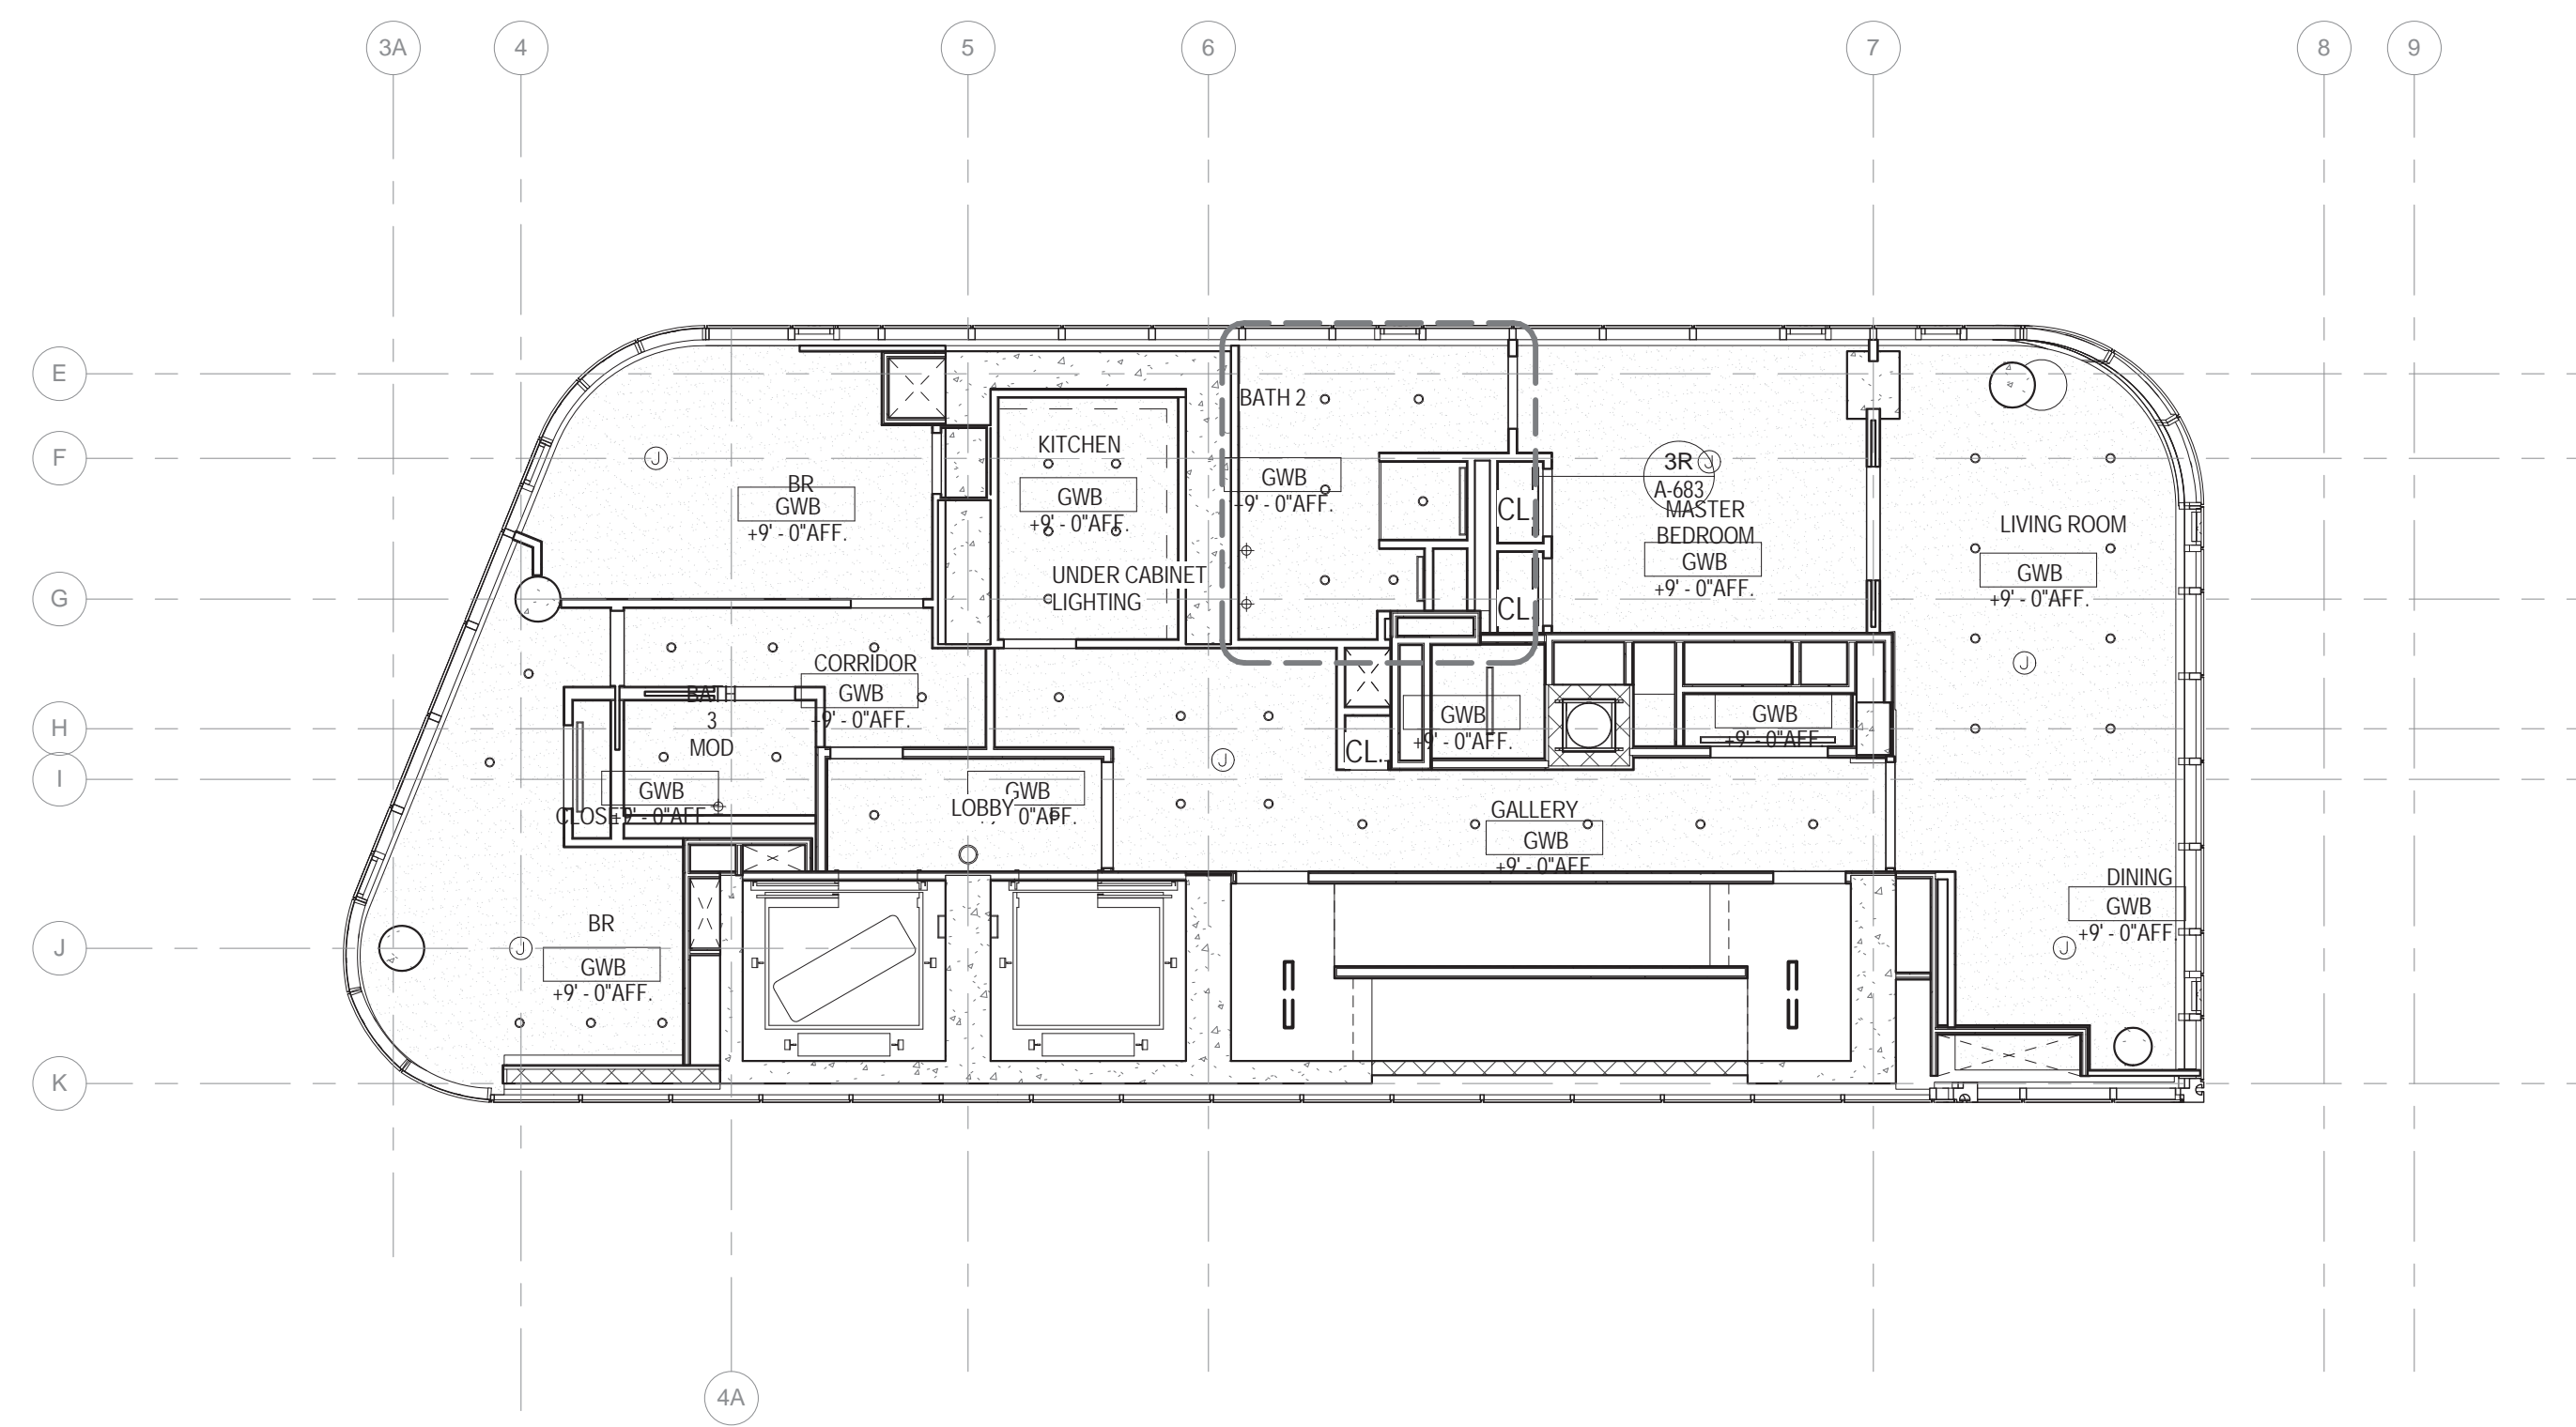 3A
4
5
6
7
8
9
E
F
G
H
I
J
K
4A
BATH 2
GWB
+9' - 0"AFF.
KITCHEN
GWB
+9' - 0"AFF.
UNDER CABINET
LIGHTING
J
BR
GWB
+9' - 0"AFF.
CL.
CL.
3R
A-683
J
MASTER
BEDROOM
GWB
+9' - 0"AFF.
LIVING ROOM
GWB
+9' - 0"AFF.
J
CORRIDOR
GWB
+9' - 0"AFF.
BATH
3
MOD
GWB
+9' - 0"AFF.
CLOSET
LOBBY
GWB
0"AFF.
J
CL.
GWB
+9' - 0"AFF.
GWB
+9' - 0"AFF
GALLERY
GWB
+9' - 0"AFF
DINING
GWB
+9' - 0"AFF.
J
BR
J
GWB
+9' - 0"AFF.